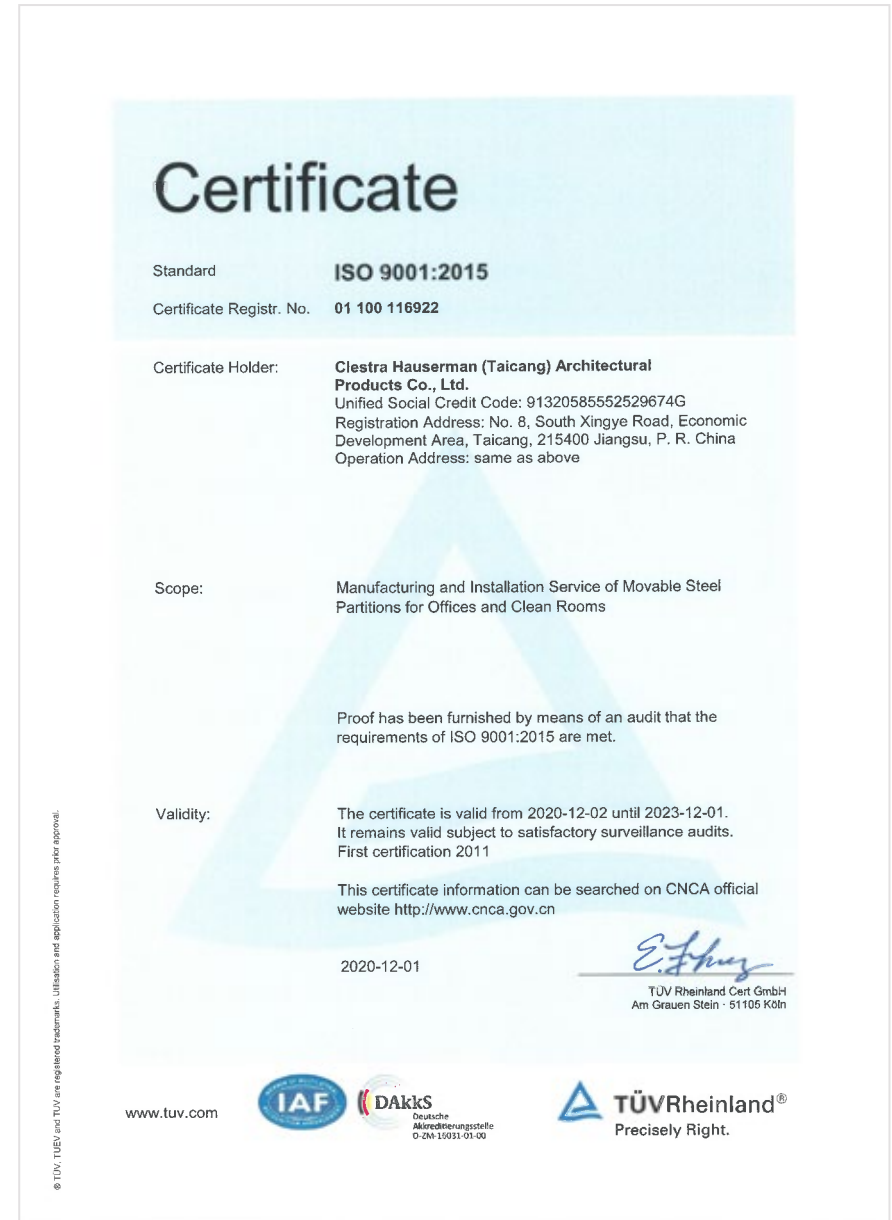 Certificate
Standard ISO 9001:2015
Certificate Registr. No. 01 100 116922
Certificate Holder: Clestra Hauserman (Taicang) Architectural
Products Co., Ltd.
Unified Social Credit Code: 91320585552529674G
Registration Address: No. 8, South Xingye Road, Economic
Development Area, Taicang, 215400 Jiangsu, P. R. China
Operation Address: same as above
Scope: Manufacturing and Installation Service of Movable Steel
Partitions for Offices and Clean Rooms
Proof has been furnished by means of an audit that the
requirements of ISO 9001:2015 are met.
Validity: The certificate is valid from 2020-12-02 until 2023-12-01.
It remains valid subject to satisfactory surveillance audits.
First certification 2011
This certificate information can be searched on CNCA official
website http://www.cnca.gov.cn
2020-12-01
TÜV Rheinland Cert GmbH
Am Grauen Stein · 51105 Köln
www.tuv.com
IAF
DAkkS
Deutsche
Akkreditierungsstelle
D-ZM-16031-01-00
TÜVRheinland®
Precisely Right.
® TÜV, TUEV and TUV are registered trademarks. Utilisation and application requires prior approval.